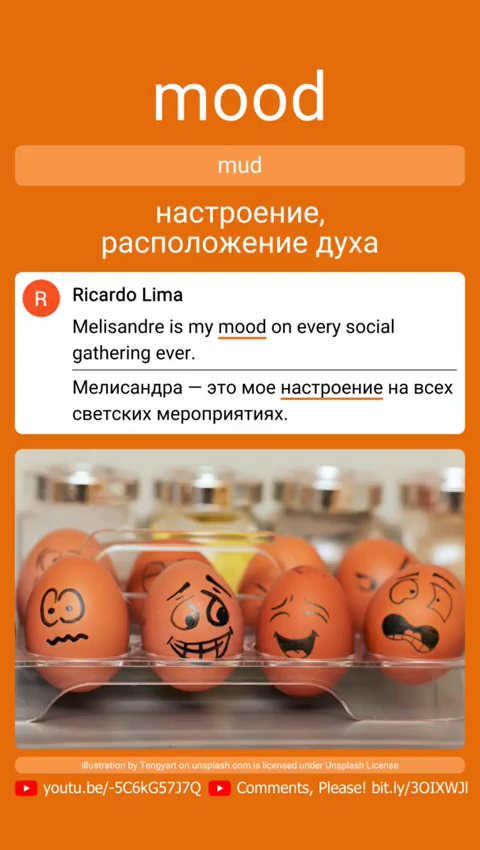 mood
mud
настроение,
расположение духа
R
Ricardo Lima
Melisandre is my mood on every social
gathering ever.
Мелисандра — это мое настроение на всех
светских мероприятиях.
illustration by Tengyart on unsplash.com is licensed under Unsplash License
youtu.be/-5C6kG57J7Q Comments, Please! bit.ly/3OIXWJl